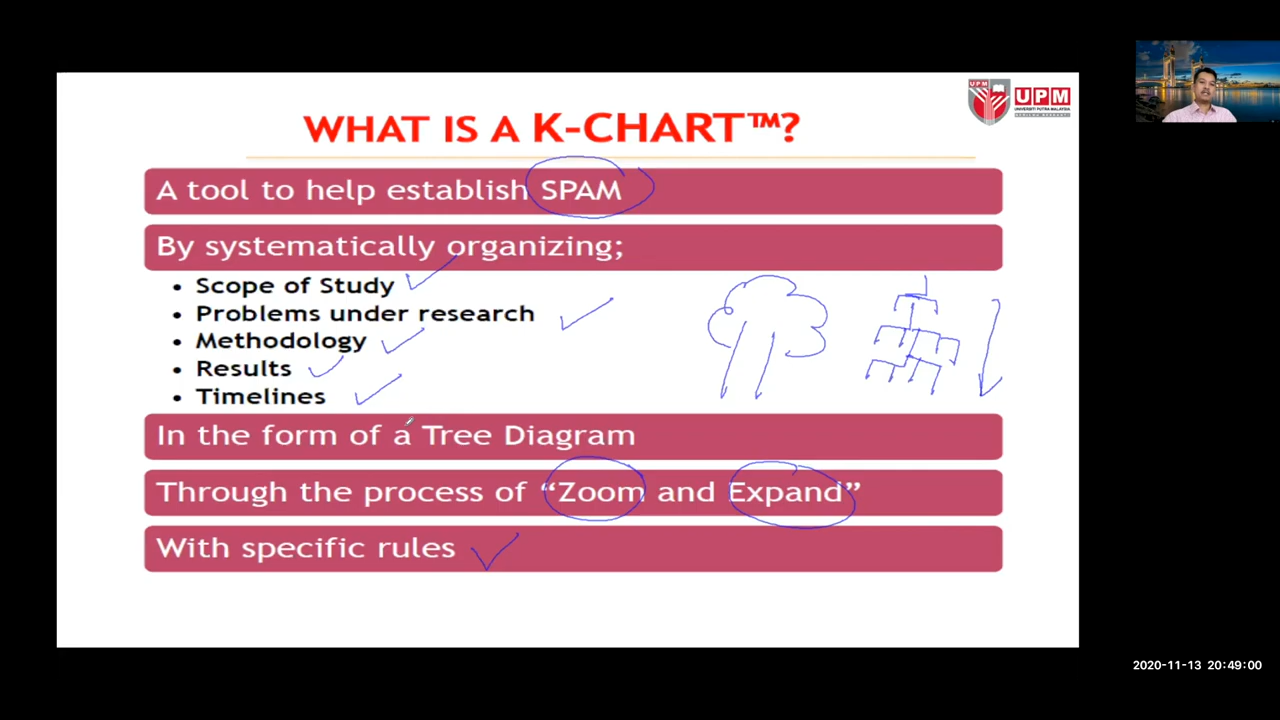 UPM
UPM
UNIVERSITI PUTRA MALAYSIA
WHAT IS A K-CHART™?
A tool to help establish SPAM
By systematically organizing;
• Scope of Study
• Problems under research
• Methodology
• Results
• Timelines
In the form of a Tree Diagram
Through the process of “Zoom and Expand”
With specific rules
2020-11-13 20:49:00